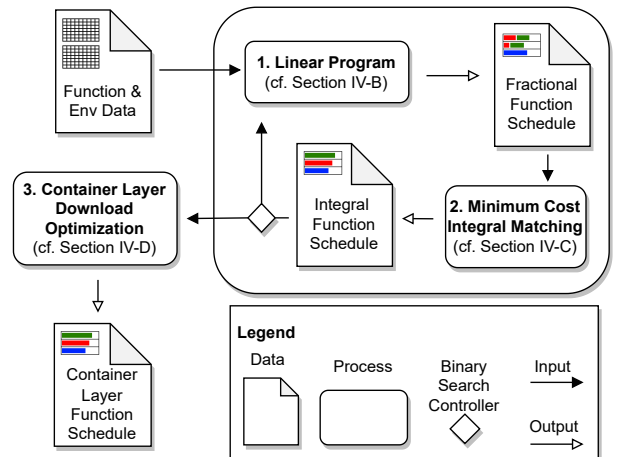 Function &
Env Data
1. Linear Program
(cf. Section IV-B)
Fractional
Function
Schedule
2. Minimum Cost
Integral Matching
(cf. Section IV-C)
Integral
Function
Schedule
3. Container Layer
Download
Optimization
(cf. Section IV-D)
Container
Layer
Function
Schedule
Legend
Data
Process
Binary
Search
Controller
Input
Output